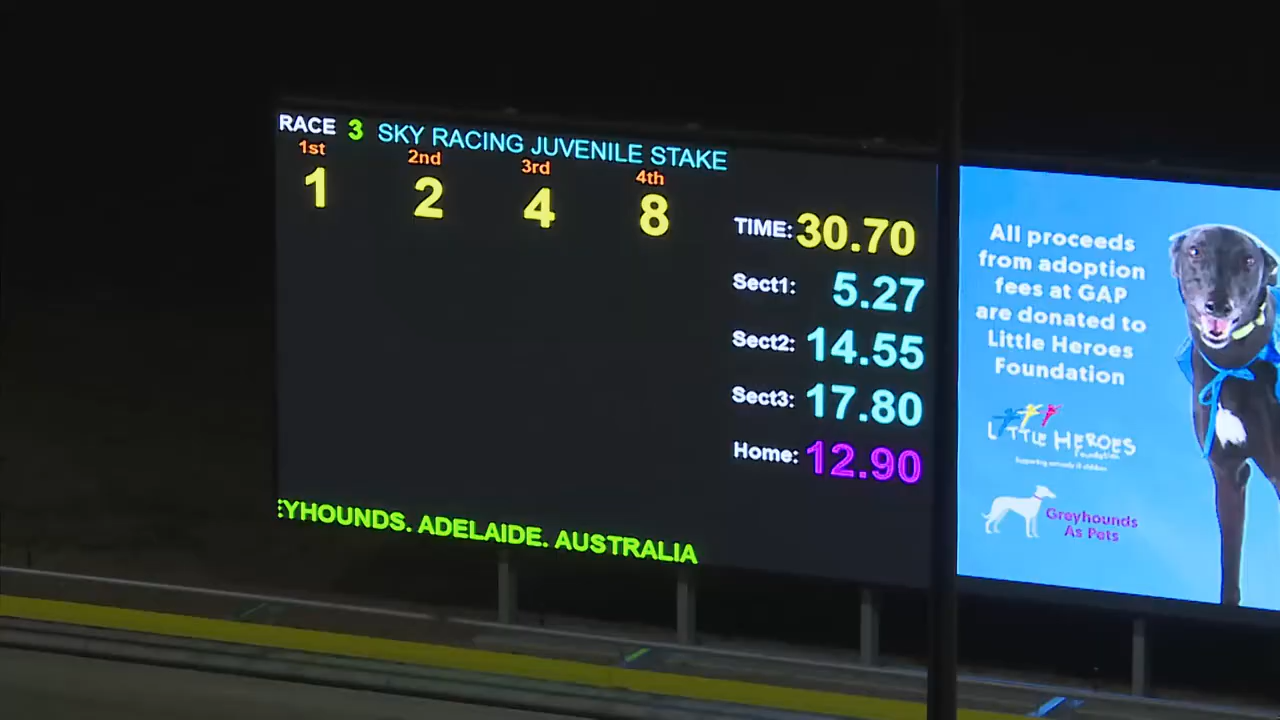 RACE 3 SKY RACING JUVENILE STAKE
1st 2nd 3rd 4th
1 2 4 8
TIME: 30.70
Sect1: 5.27
Sect2: 14.55
Sect3: 17.80
Home: 12.90
EYHOUNDS. ADELAIDE. AUSTRALIA
All proceeds
from adoption
fees at GAP
are donated to
Little Heroes
Foundation
LITTLE HEROES
Foundation
Greyhounds
As Pets